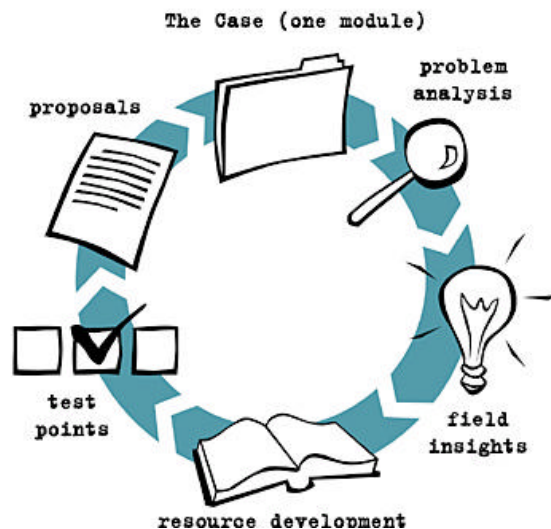 The Case (one module)
problem
analysis
proposals
test
points
field
insights
resource development